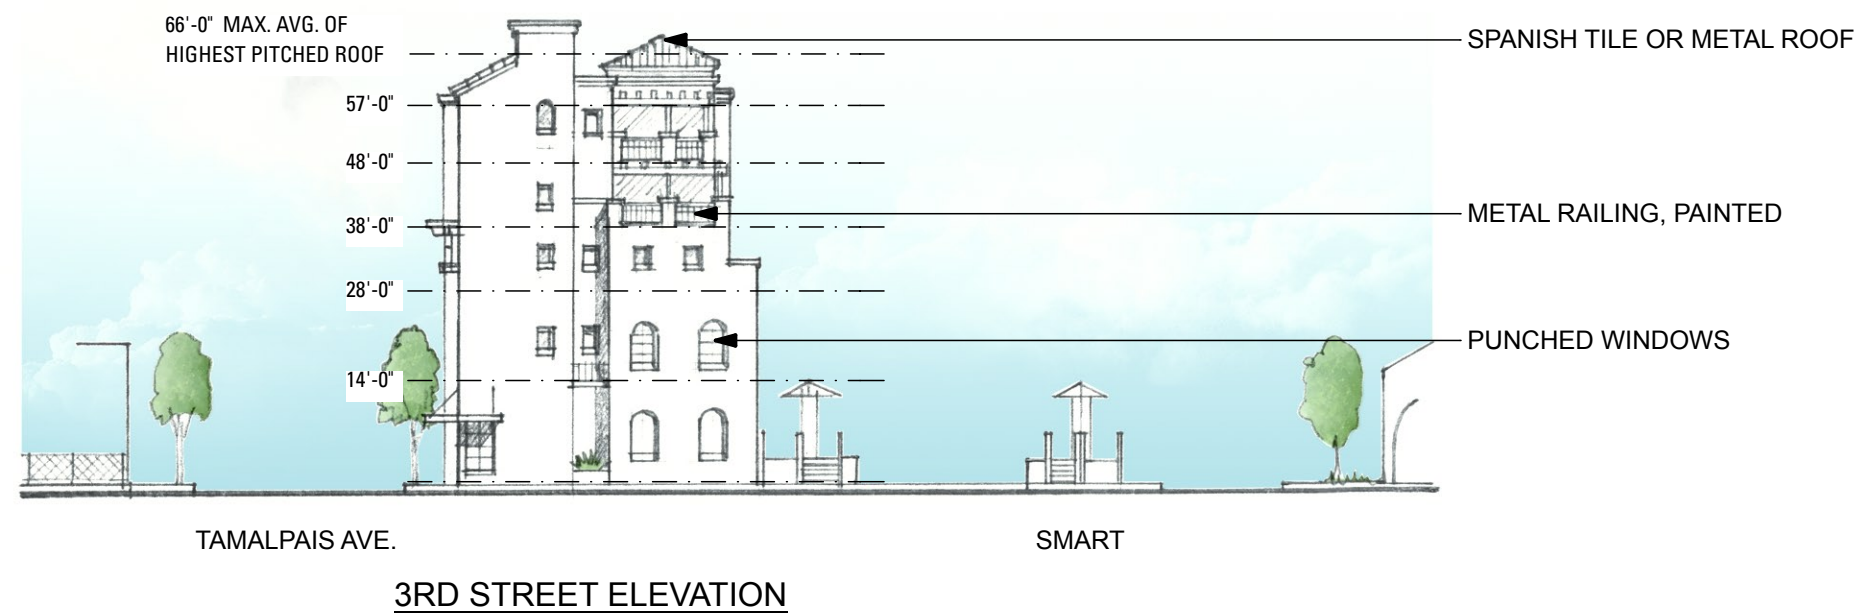 66'-0" MAX. AVG. OF
HIGHEST PITCHED ROOF
SPANISH TILE OR METAL ROOF
57'-0"
48'-0"
METAL RAILING, PAINTED
38'-0"
28'-0"
PUNCHED WINDOWS
14'-0"
TAMALPAIS AVE.
SMART
3RD STREET ELEVATION